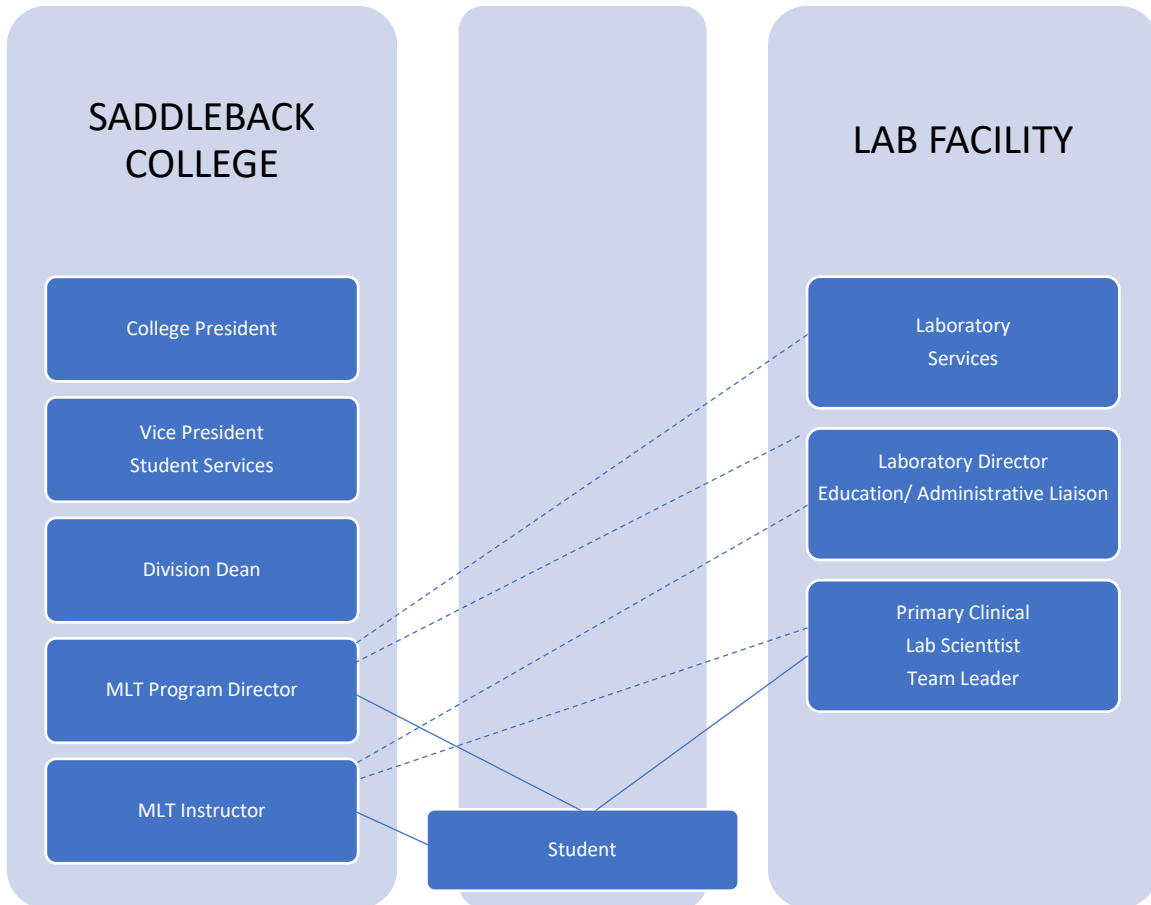 SADDLEBACK
COLLEGE
College President
Vice President
Student Services
Division Dean
MLT Program Director
MLT Instructor
Student
LAB FACILITY
Laboratory
Services
Laboratory Director
Education/ Administrative Liaison
Primary Clinical
Lab Scienttist
Team Leader